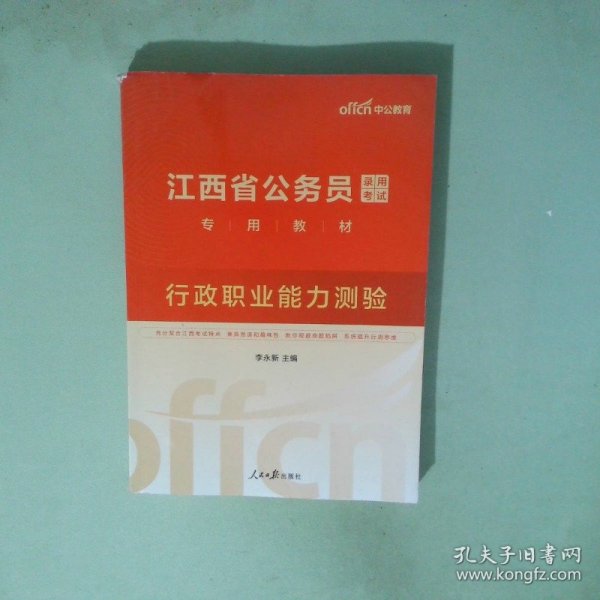 offcn中公教育
江西省公务员 录用考试
专 用 教 材
行政职业能力测验
李永新 主编
offcn
人民日报出版社
孔夫子旧书网
www.kongfz.com